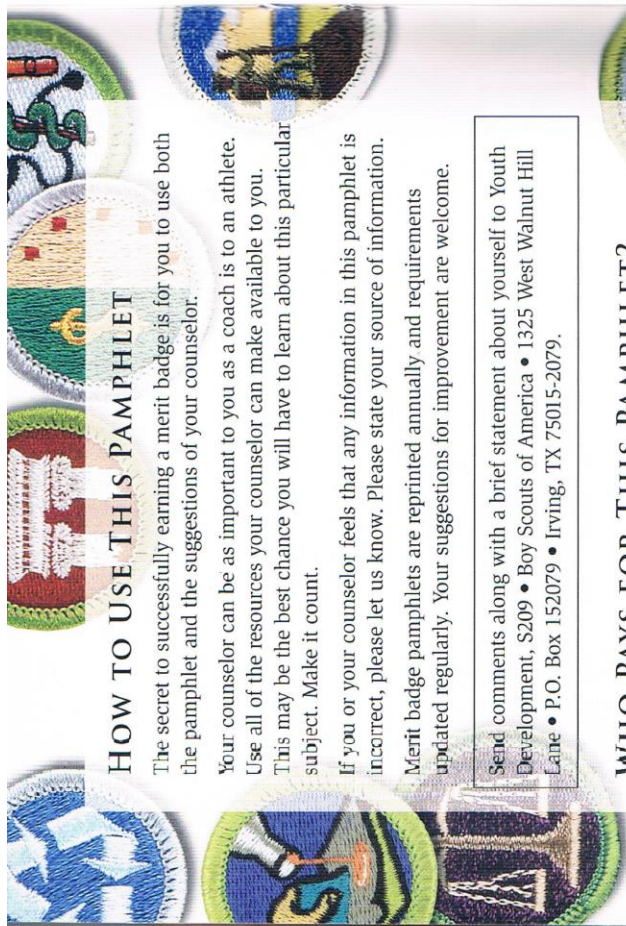 HOW TO USE THIS PAMPHLET
The secret to successfully earning a merit badge is for you to use both
the pamphlet and the suggestions of your counselor.
Your counselor can be as important to you as a coach is to an athlete.
Use all of the resources your counselor can make available to you.
This may be the best chance you will have to learn about this particular
subject. Make it count.
If you or your counselor feels that any information in this pamphlet is
incorrect, please let us know. Please state your source of information.
Merit badge pamphlets are reprinted annually and requirements
updated regularly. Your suggestions for improvement are welcome.
Send comments along with a brief statement about yourself to Youth
Development, S209 • Boy Scouts of America • 1325 West Walnut Hill
Lane • P.O. Box 152079 • Irving, TX 75015-2079.
WHO PAYS FOR THIS PAMPHLET?